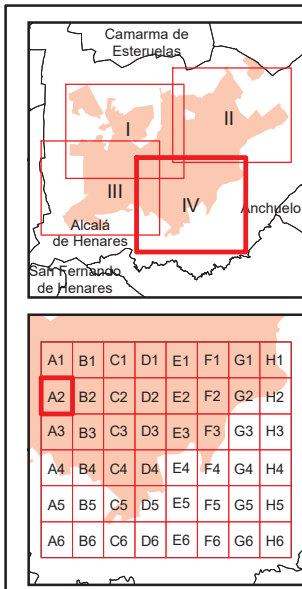 Camarma de
Esteruelas
I
II
III
IV
Anchuelo
Alcalá
de Henares
San Fernando
de Henares
A1 B1 C1 D1 E1 F1 G1 H1
A2 B2 C2 D2 E2 F2 G2 H2
A3 B3 C3 D3 E3 F3 G3 H3
A4 B4 C4 D4 E4 F4 G4 H4
A5 B5 C5 D5 E5 F5 G5 H5
A6 B6 C6 D6 E6 F6 G6 H6